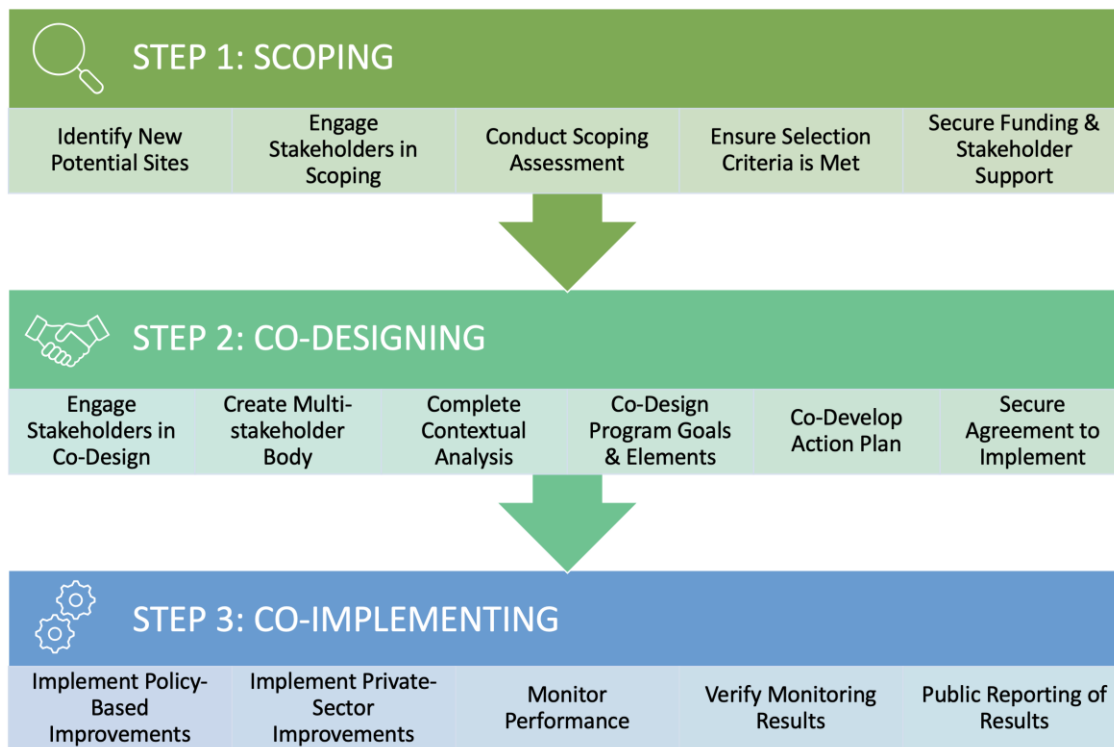 STEP 1: SCOPING
Identify New
Potential Sites
Engage
Stakeholders in
Scoping
Conduct Scoping
Assessment
Ensure Selection
Criteria is Met
Secure Funding &
Stakeholder
Support
STEP 2: CO-DESIGNING
Engage
Stakeholders in
Co-Design
Create Multi-
stakeholder
Body
Complete
Contextual
Analysis
Co-Design
Program Goals
& Elements
Co-Develop
Action Plan
Secure
Agreement to
Implement
STEP 3: CO-IMPLEMENTING
Implement Policy-
Based
Improvements
Implement Private-
Sector
Improvements
Monitor
Performance
Verify Monitoring
Results
Public Reporting of
Results